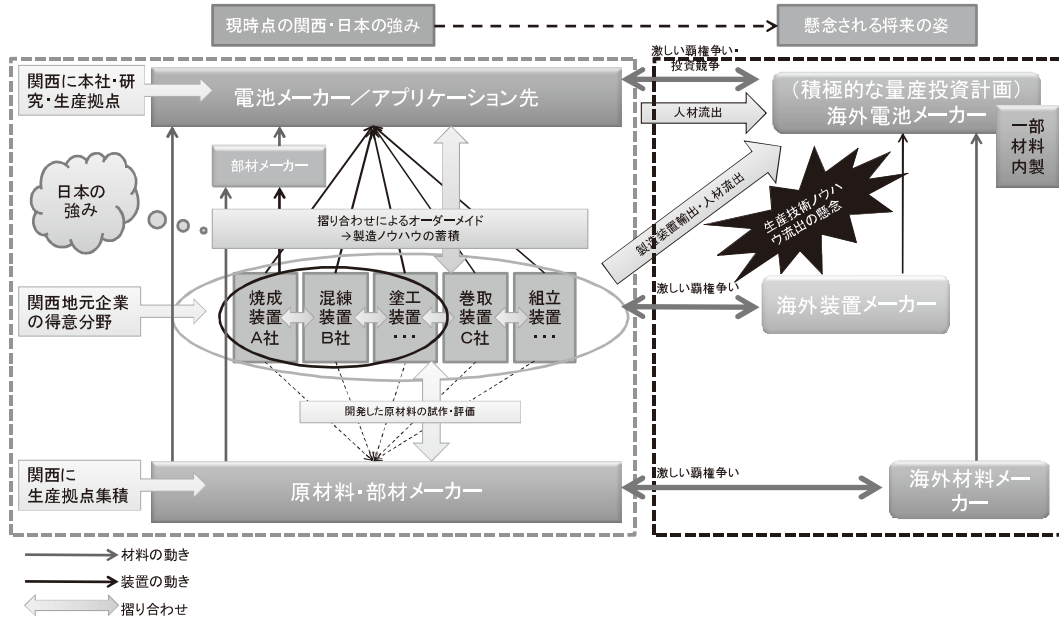 現時点の関西・日本の強み
懸念される将来の姿
関西に本社・研
究・生産拠点
電池メーカー／アプリケーション先
激しい覇権争い・
投資競争
（積極的な量産投資計画）
海外電池メーカー
人材流出
一部
材料
内製
部材メーカー
日本の
強み
摺り合わせによるオーダーメイド
→製造ノウハウの蓄積
製造装置輸出・人材流出
生産技術ノウハ
ウ流出の懸念
関西地元企業
の得意分野
焼成
装置
A社
混練
装置
B社
塗工
装置
・・・
巻取
装置
C社
組立
装置
・・・
激しい覇権争い
海外装置メーカー
開発した原材料の試作・評価
関西に
生産拠点集積
原材料・部材メーカー
激しい覇権争い
海外材料メー
カー
材料の動き
装置の動き
摺り合わせ